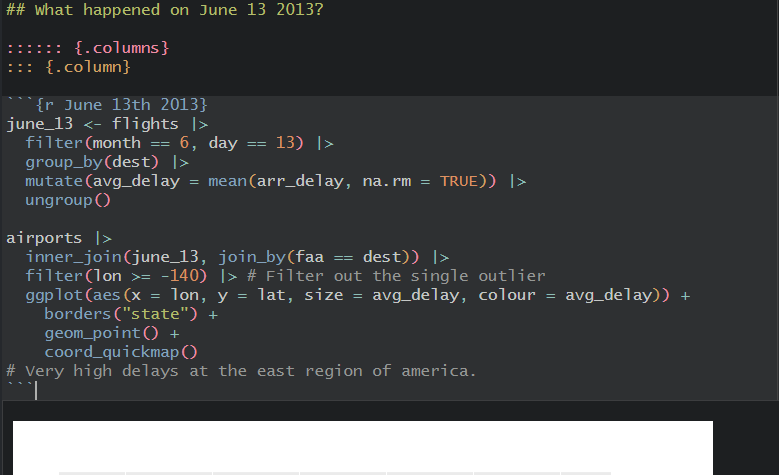 ## What happened on June 13 2013?
:::::: {.columns}
::: {.column}
```{r June 13th 2013}
june_13 <- flights |>
  filter(month == 6, day == 13) |>
  group_by(dest) |>
  mutate(avg_delay = mean(arr_delay, na.rm = TRUE)) |>
  ungroup()
airports |>
  inner_join(june_13, join_by(faa == dest)) |>
  filter(lon >= -140) |> # Filter out the single outlier
  ggplot(aes(x = lon, y = lat, size = avg_delay, colour = avg_delay)) +
    borders("state") +
    geom_point() +
    coord_quickmap()
# Very high delays at the east region of america.
```